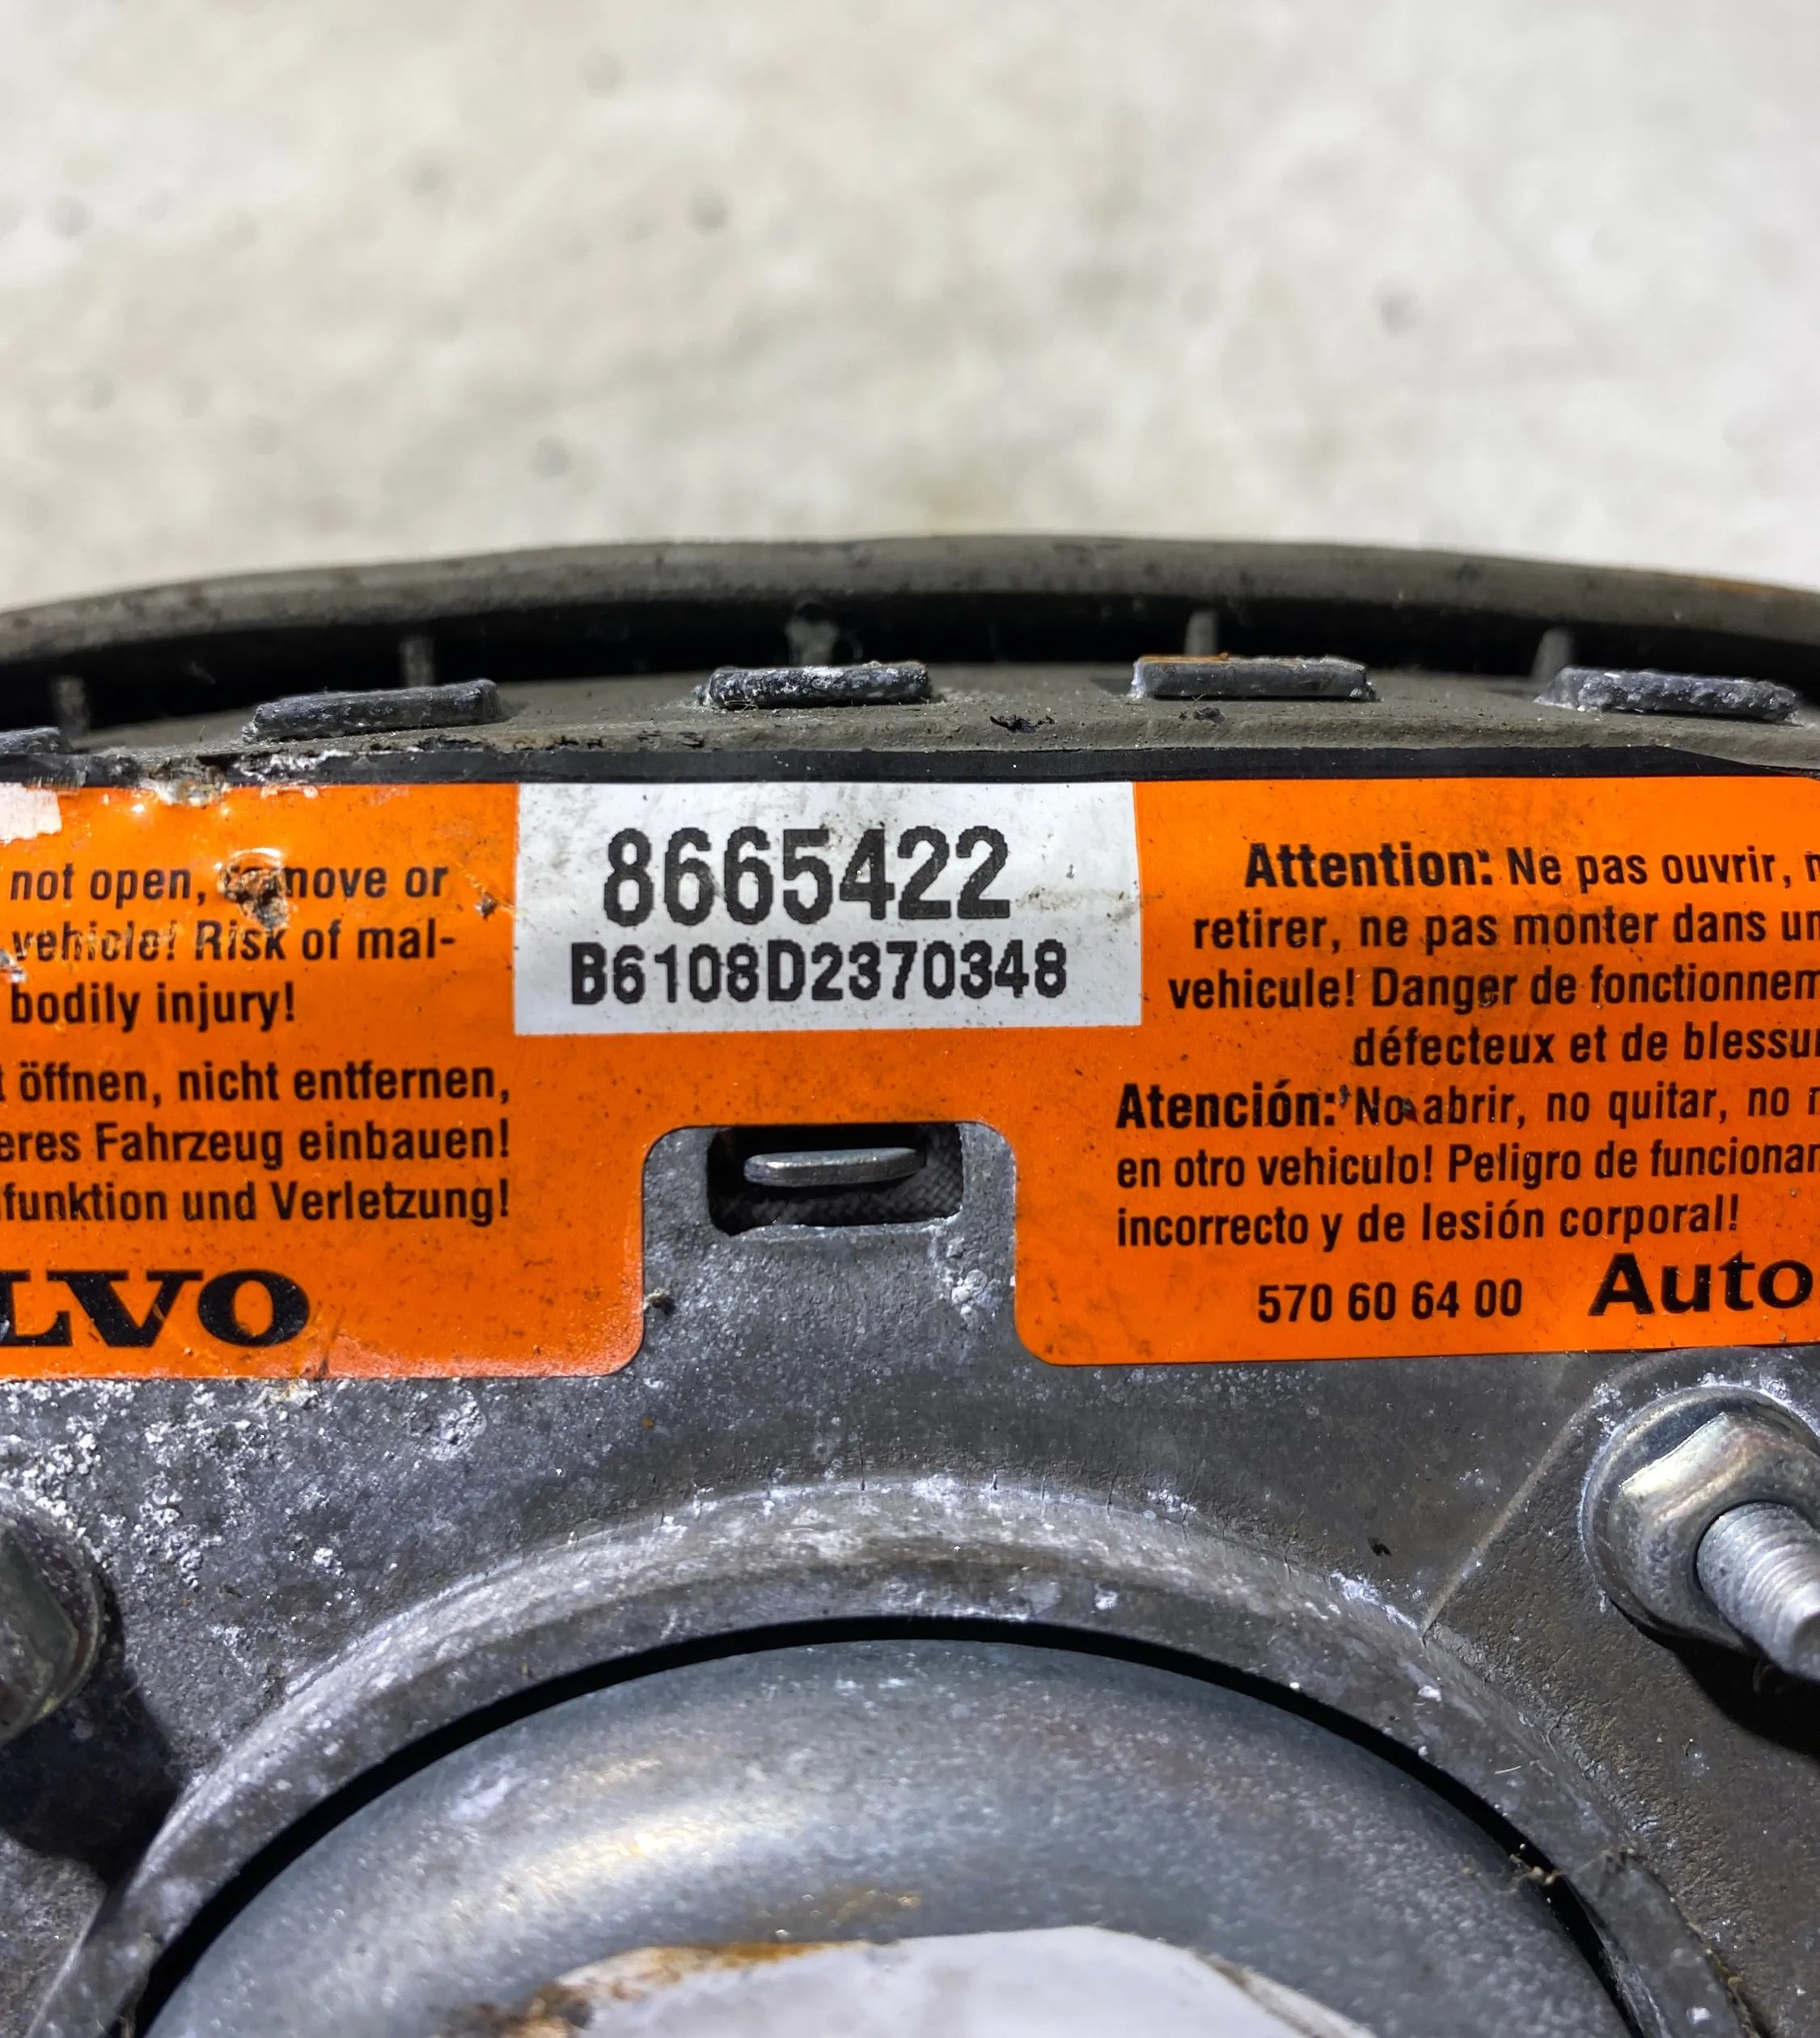 not open, remove or
vehicle! Risk of mal-
bodily injury!
öffnen, nicht entfernen,
eres Fahrzeug einbauen!
funktion und Verletzung!
LVO
8665422
B6108D2370348
Attention: Ne pas ouvrir,
retirer, ne pas monter dans un
vehicule! Danger de fonctionnem
défecteux et de blessu
Atención: No abrir, no quitar, no
en otro vehiculo! Peligro de funcionar
incorrecto y de lesión corporal!
570 60 64 00 Auto